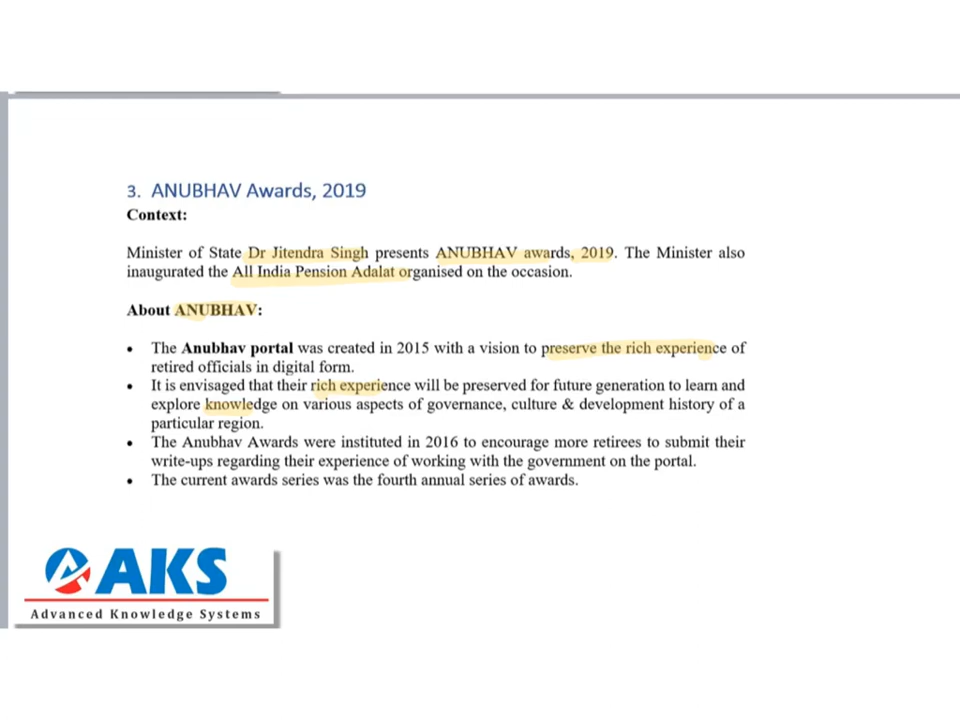 3. ANUBHAV Awards, 2019
Context:
Minister of State Dr Jitendra Singh presents ANUBHAV awards, 2019. The Minister also
inaugurated the All India Pension Adalat organised on the occasion.
About ANUBHAV:
• The Anubhav portal was created in 2015 with a vision to preserve the rich experience of
retired officials in digital form.
• It is envisaged that their rich experience will be preserved for future generation to learn and
explore knowledge on various aspects of governance, culture & development history of a
particular region.
• The Anubhav Awards were instituted in 2016 to encourage more retirees to submit their
write-ups regarding their experience of working with the government on the portal.
• The current awards series was the fourth annual series of awards.
AKS
Advanced Knowledge Systems